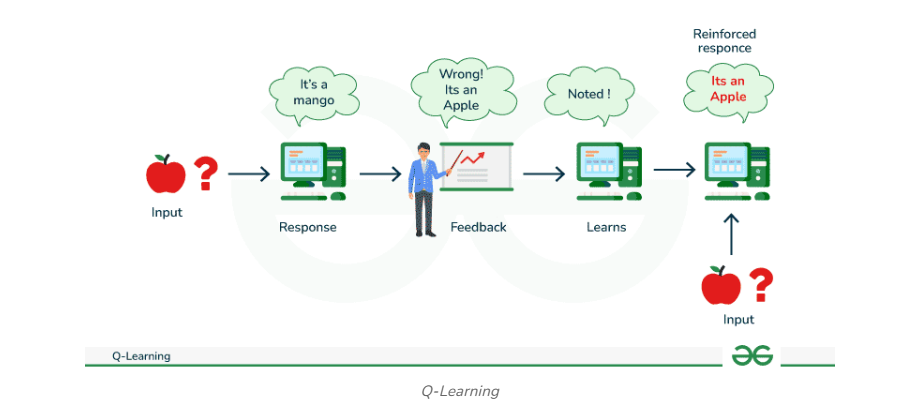 Reinforced
responce
It's a
mango
Wrong!
Its an
Apple
Noted !
Its an
Apple
?
Input
Response
Feedback
Learns
?
Input
Q-Learning
Q-Learning